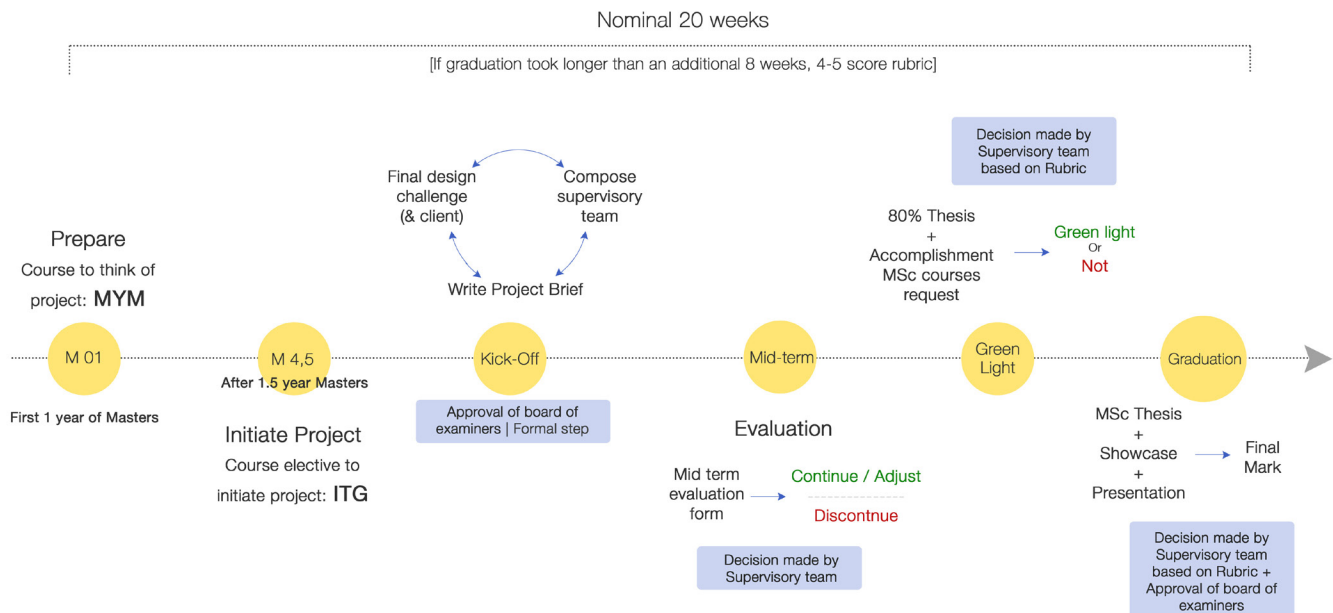 Nominal 20 weeks
[If graduation took longer than an additional 8 weeks, 4-5 score rubric]
Prepare
Course to think of
project: MYM
M 01
First 1 year of Masters
M 4,5
After 1.5 year Masters
Initiate Project
Course elective to
initiate project: ITG
Final design
challenge
(& client)
Compose
supervisory
team
Write Project Brief
Kick-Off
Approval of board of
examiners | Formal step
Mid-term
Evaluation
Mid term
evaluation
form
Continue / Adjust
Discontnue
Decision made by
Supervisory team
Decision made by
Supervisory team
based on Rubric
80% Thesis
+
Accomplishment
MSc courses
request
Green light
Or
Not
Green
Light
Graduation
MSc Thesis
+
Showcase
+
Presentation
Final
Mark
Decision made by
Supervisory team
based on Rubric +
Approval of board of
examiners